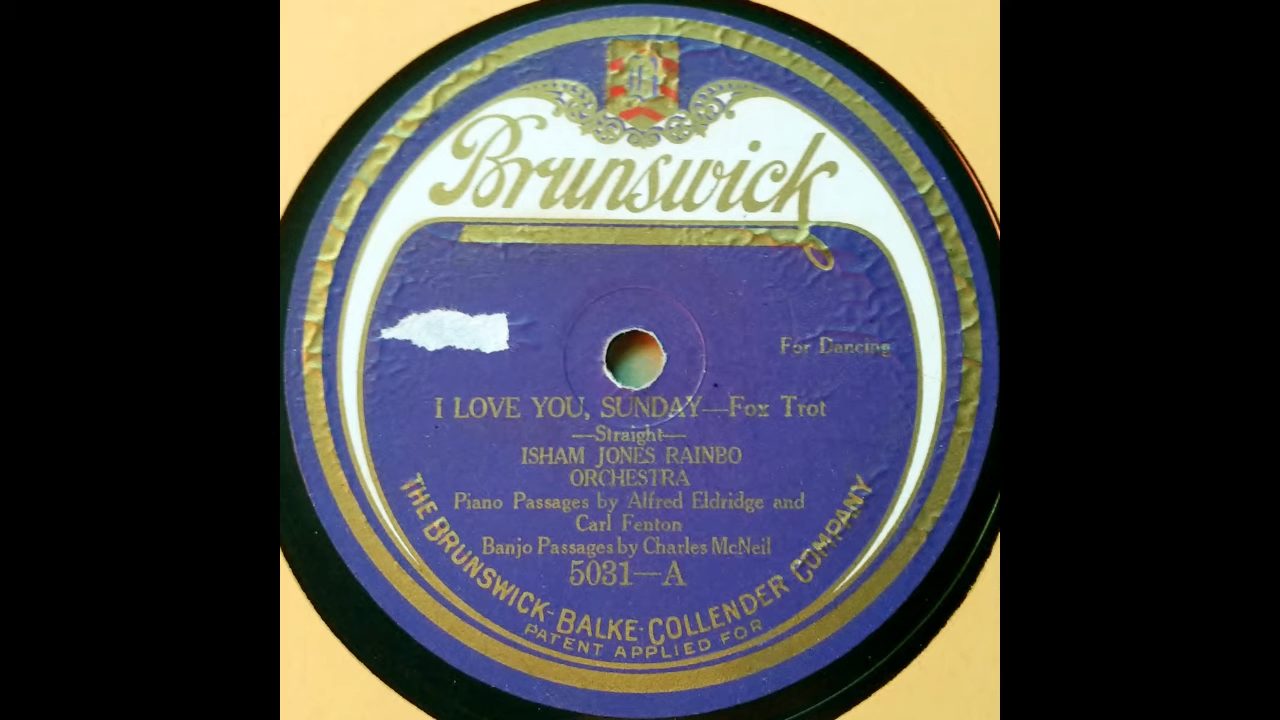 B
Brunswick
For Dancing
I LOVE YOU, SUNDAY—Fox Trot
—Straight—
ISHAM JONES RAINBO
ORCHESTRA
Piano Passages by Alfred Eldridge and
Carl Fenton
Banjo Passages by Charles McNeil
5031—A
THE BRUNSWICK-BALKE-COLLENDER COMPANY
PATENT APPLIED FOR